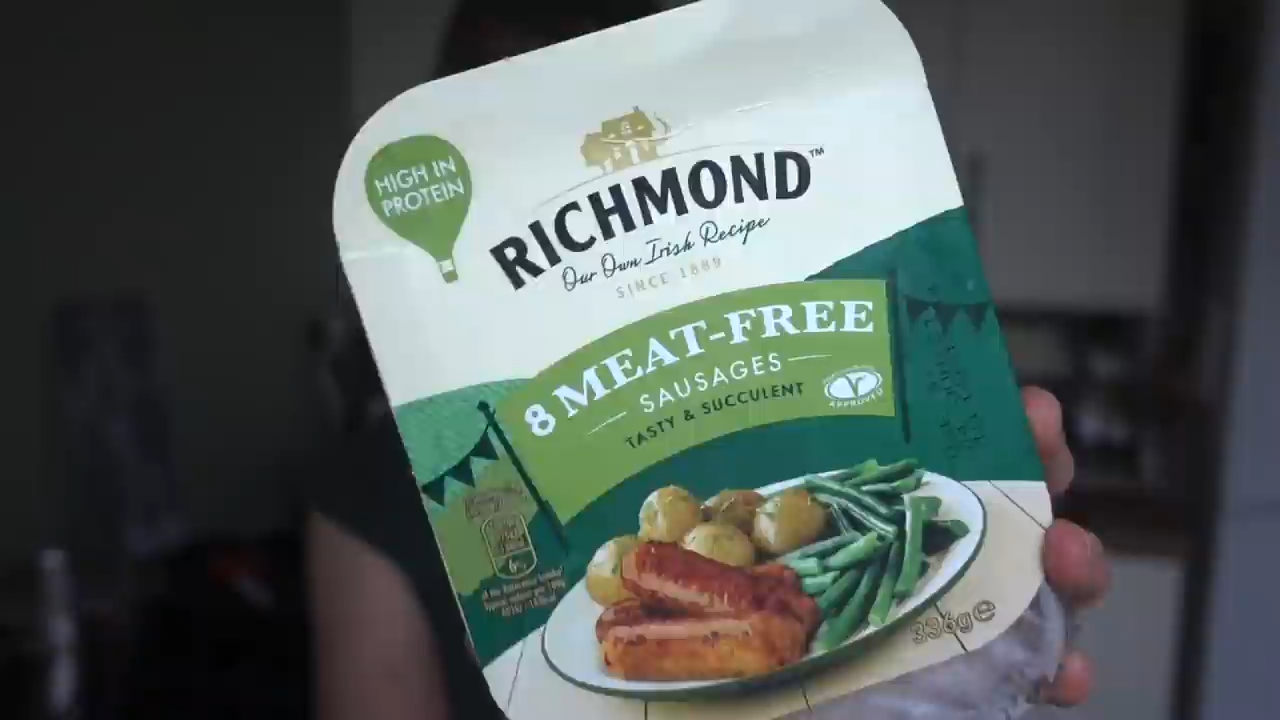 HIGH IN
PROTEIN
RICHMOND™
Our Own Irish Recipe
SINCE 1889
8 MEAT-FREE
SAUSAGES
TASTY & SUCCULENT
V
APPROVED
336g e